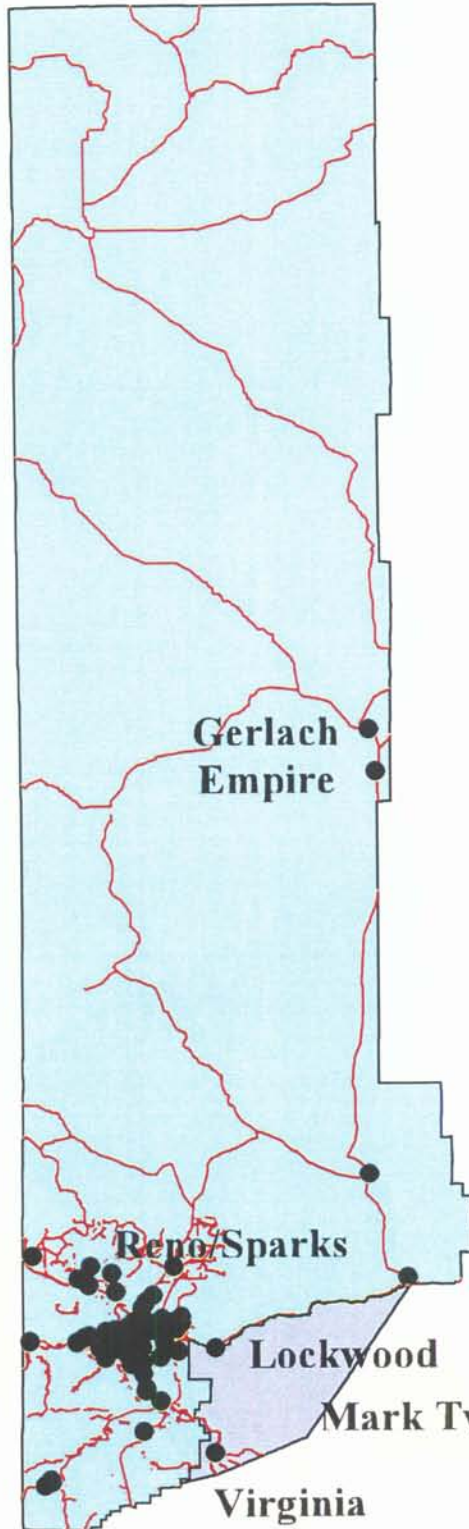 Gerlach
Empire
Reno/Sparks
Lockwood
Mark Tw
Virginia